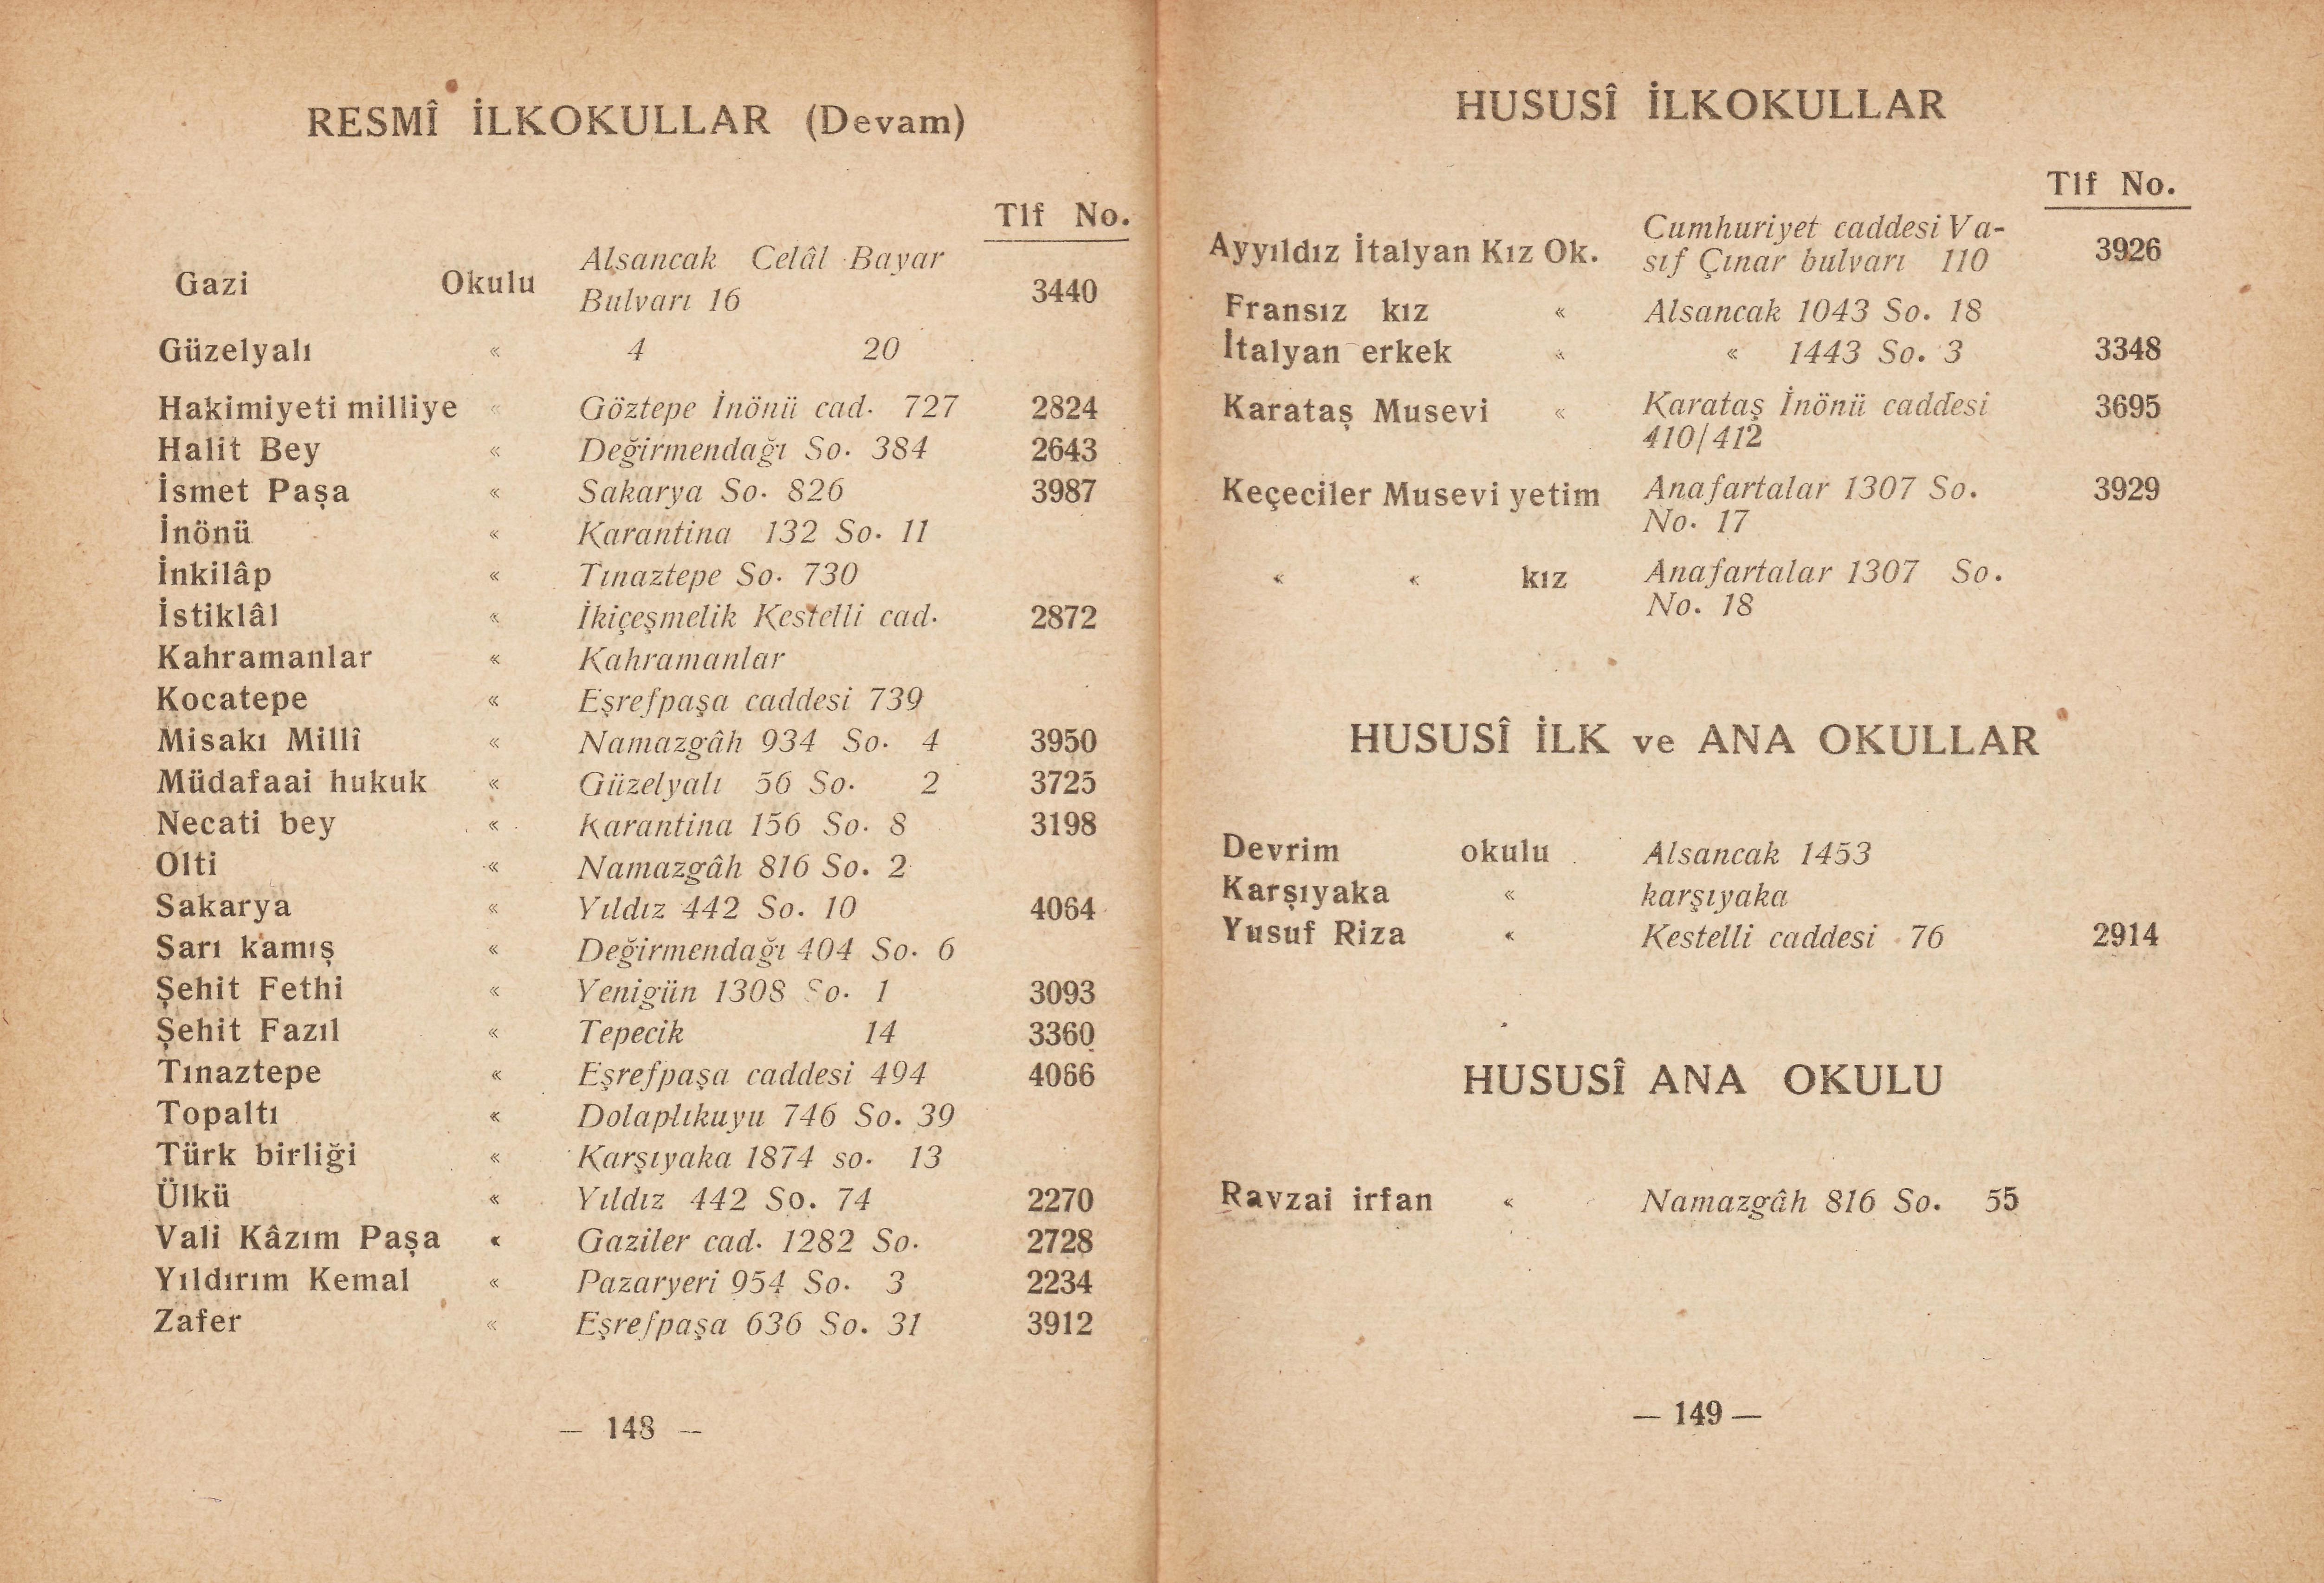 RESMÎ İLKOKULLAR (Devam)
Tlf No.
Gazi Okulu Alsancak Celâl Bayar Bulvarı 16 3440
Güzelyalı « 4 20
Hakimiyeti milliye « Göztepe İnönü cad. 727 2824
Halit Bey « Değirmendağı So. 384 2643
İsmet Paşa « Sakarya So. 826 3987
İnönü « Karantina 132 So. 11
İnkilâp « Tınaztepe So. 730
İstiklâl « İkiçeşmelik Kestelli cad. 2872
Kahramanlar « Kahramanlar
Kocatepe « Eşrefpaşa caddesi 739
Misakı Millî « Namazgâh 934 So. 4 3950
Müdafaai hukuk « Güzelyalı 56 So. 2 3725
Necati bey « Karantina 156 So. 8 3198
Olti « Namazgâh 816 So. 2
Sakarya « Yıldız 442 So. 10 4064
Sarı kamış « Değirmendağı 404 So. 6
Şehit Fethi « Yenigün 1308 So. 1 3093
Şehit Fazıl « Tepecik 14 3360
Tınaztepe « Eşrefpaşa caddesi 494 4066
Topaltı « Dolaplıkuyu 746 So. 39
Türk birliği « Karşıyaka 1874 so. 13
Ülkü « Yıldız 442 So. 74 2270
Vali Kâzım Paşa « Gaziler cad. 1282 So. 2728
Yıldırım Kemal « Pazaryeri 954 So. 3 2234
Zafer « Eşrefpaşa 636 So. 31 3912
— 148 —
HUSUSÎ İLKOKULLAR
Tlf No.
Ayyıldız İtalyan Kız Ok. Cumhuriyet caddesi Va-
sıf Çınar bulvarı 110 3926
Fransız kız « Alsancak 1043 So. 18
İtalyan erkek « « 1443 So. 3 3348
Karataş Musevi « Karataş İnönü caddesi 3695
410/412
Keçeciler Musevi yetim Anafartalar 1307 So. 3929
No. 17
« « kız Anafartalar 1307 So.
No. 18
HUSUSÎ İLK ve ANA OKULLAR
Devrim okulu Alsancak 1453
Karşıyaka « karşıyaka
Yusuf Riza « Kestelli caddesi 76 2914
HUSUSÎ ANA OKULU
Ravzai irfan « Namazgâh 816 So. 55
— 149 —